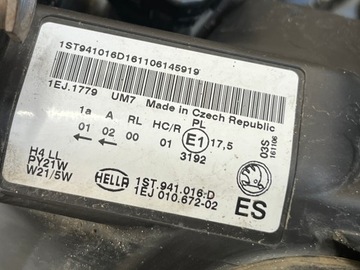 1ST941016D161106145919
1EJ.1779 UM7 Made in Czech Republic
1a A RL HC/R PL
01 02 00 01 E1 17,5
3192
S30
161106
H4 LL
PY21W
W21/5W
HELLA
1ST.941.016-D
1EJ 010.672-02
ES